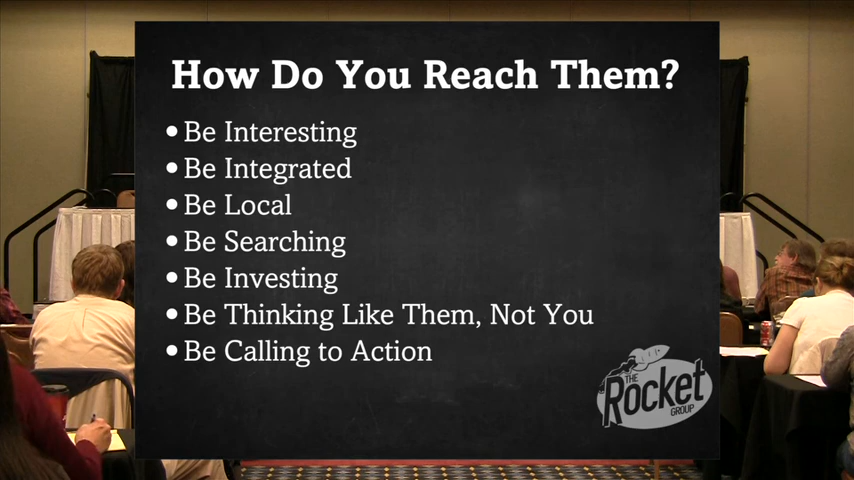 How Do You Reach Them?
• Be Interesting
• Be Integrated
• Be Local
• Be Searching
• Be Investing
• Be Thinking Like Them, Not You
• Be Calling to Action
THE
Rocket
GROUP